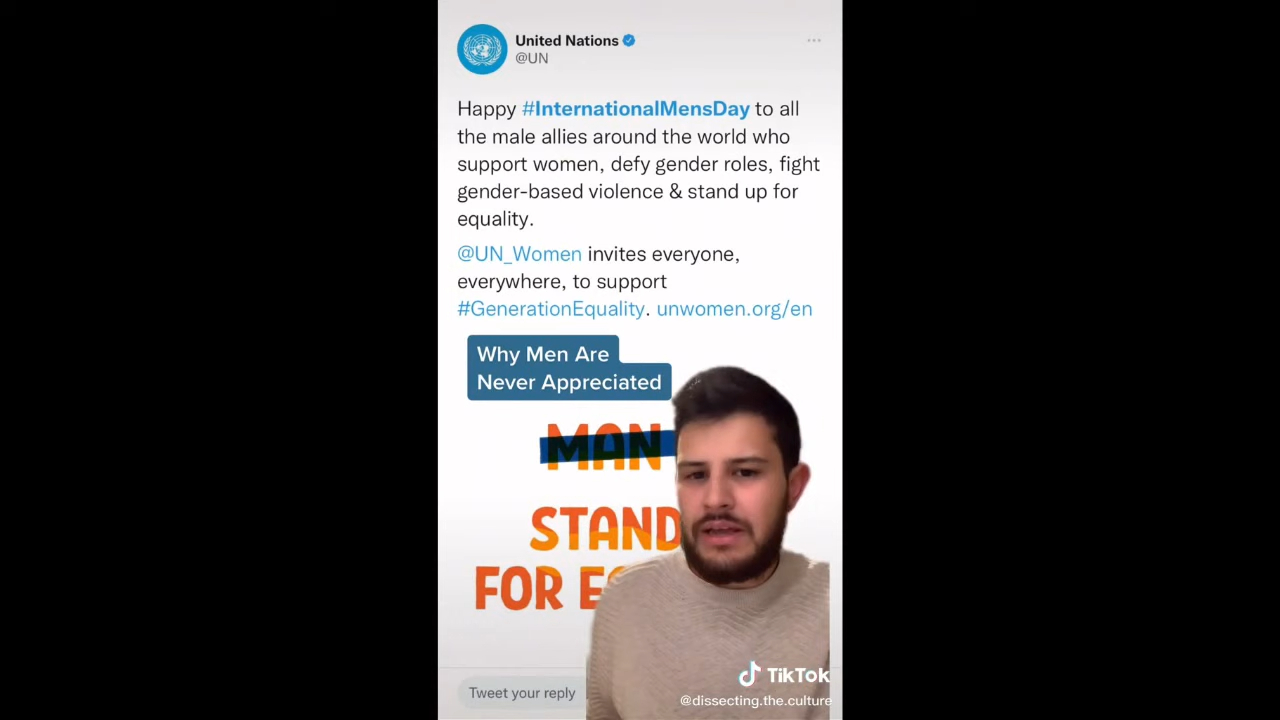 United Nations
@UN
Happy #InternationalMensDay to all
the male allies around the world who
support women, defy gender roles, fight
gender-based violence & stand up for
equality.
@UN_Women invites everyone,
everywhere, to support
#GenerationEquality. unwomen.org/en
Why Men Are
Never Appreciated
MAN
STAND
FOR E
Tweet your reply
TikTok
@dissecting.the.culture